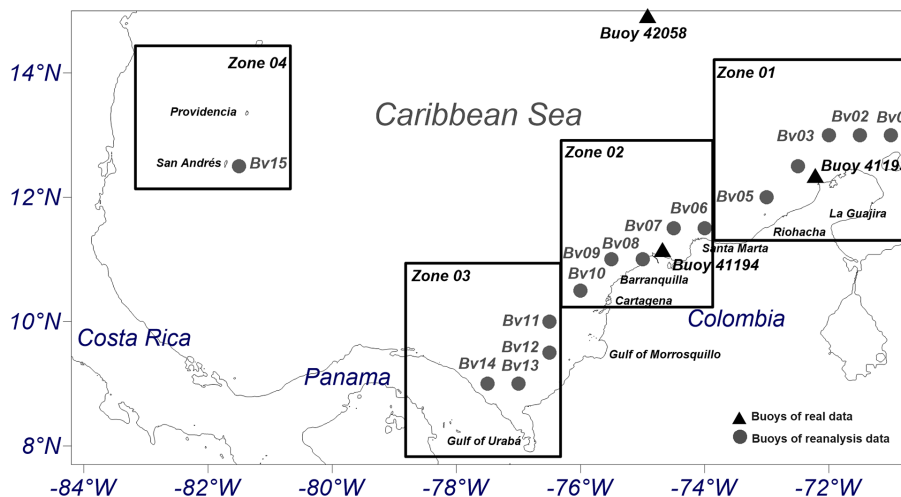 Buoy 42058
14°N
Zone 04
Zone 01
Providencia
Caribbean Sea
Bv02
Bv03
Zone 02
San Andrés
Bv15
Buoy
12°N
Bv05
Bv06
Bv07
La Guajira
Riohacha
Bv09
Bv08
Santa Marta
Zone 03
Bv10
Buoy 41194
Barranquilla
Cartagena
10°N
Bv11
Colombia
Costa Rica
Bv12
Gulf of Morrosquillo
Panama
Bv14
Bv13
Buoys of real data
8°N
Gulf of Urabá
Buoys of reanalysis data
-84°W
-82°W
-80°W
-78°W
-76°W
-74°W
-72°W